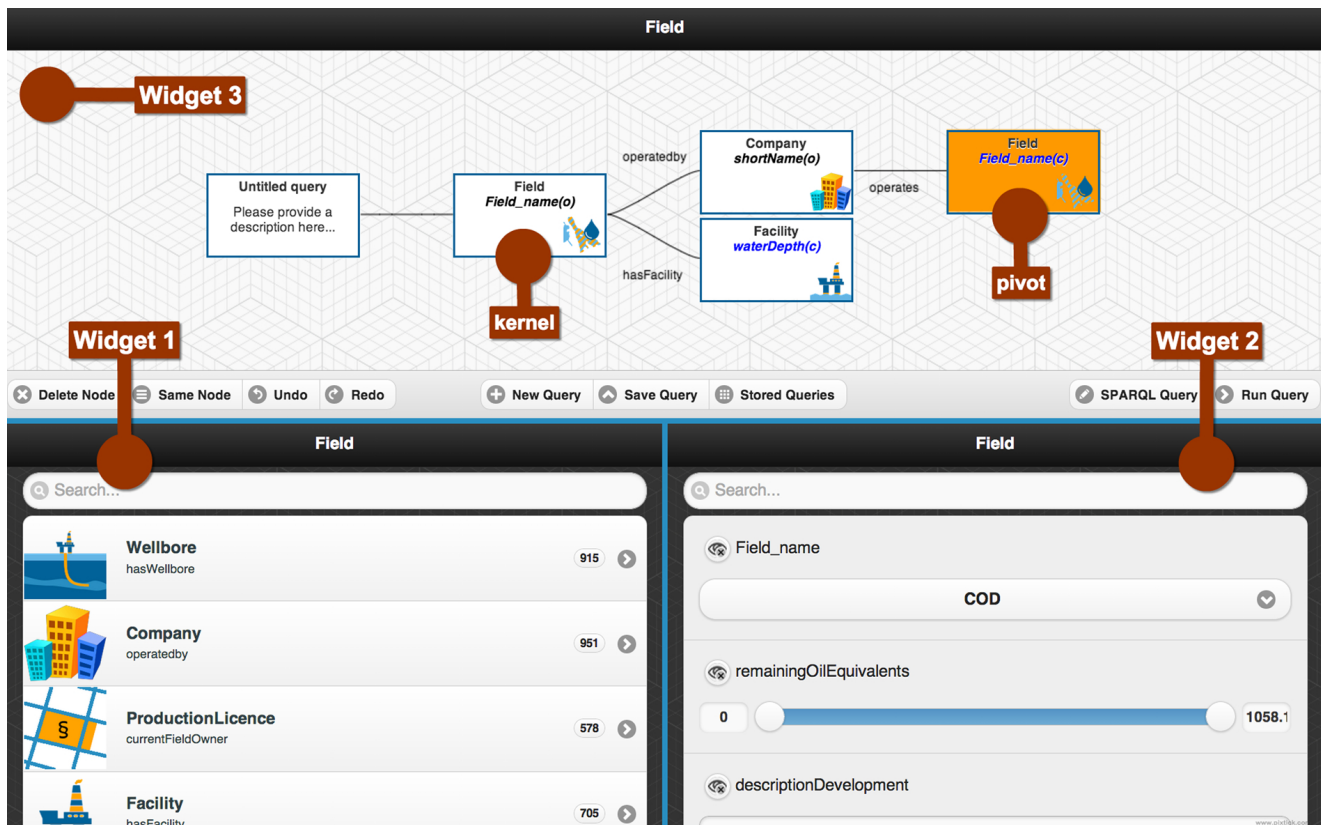 Field
Widget 3
Untitled query
Please provide a
description here...
Field
Field_name(o)
kernel
operatedby
hasFacility
Company
shortName(o)
Facility
waterDepth(c)
operates
Field
Field_name(c)
pivot
Widget 1
Widget 2
Delete Node
Same Node
Undo
Redo
New Query
Save Query
Stored Queries
SPARQL Query
Run Query
Field
Search...
Wellbore
hasWellbore
915
Company
operatedby
951
ProductionLicence
currentFieldOwner
578
§
Facility
hasFacility
705
Field
Search...
Field_name
COD
remainingOilEquivalents
0
1058.1
descriptionDevelopment